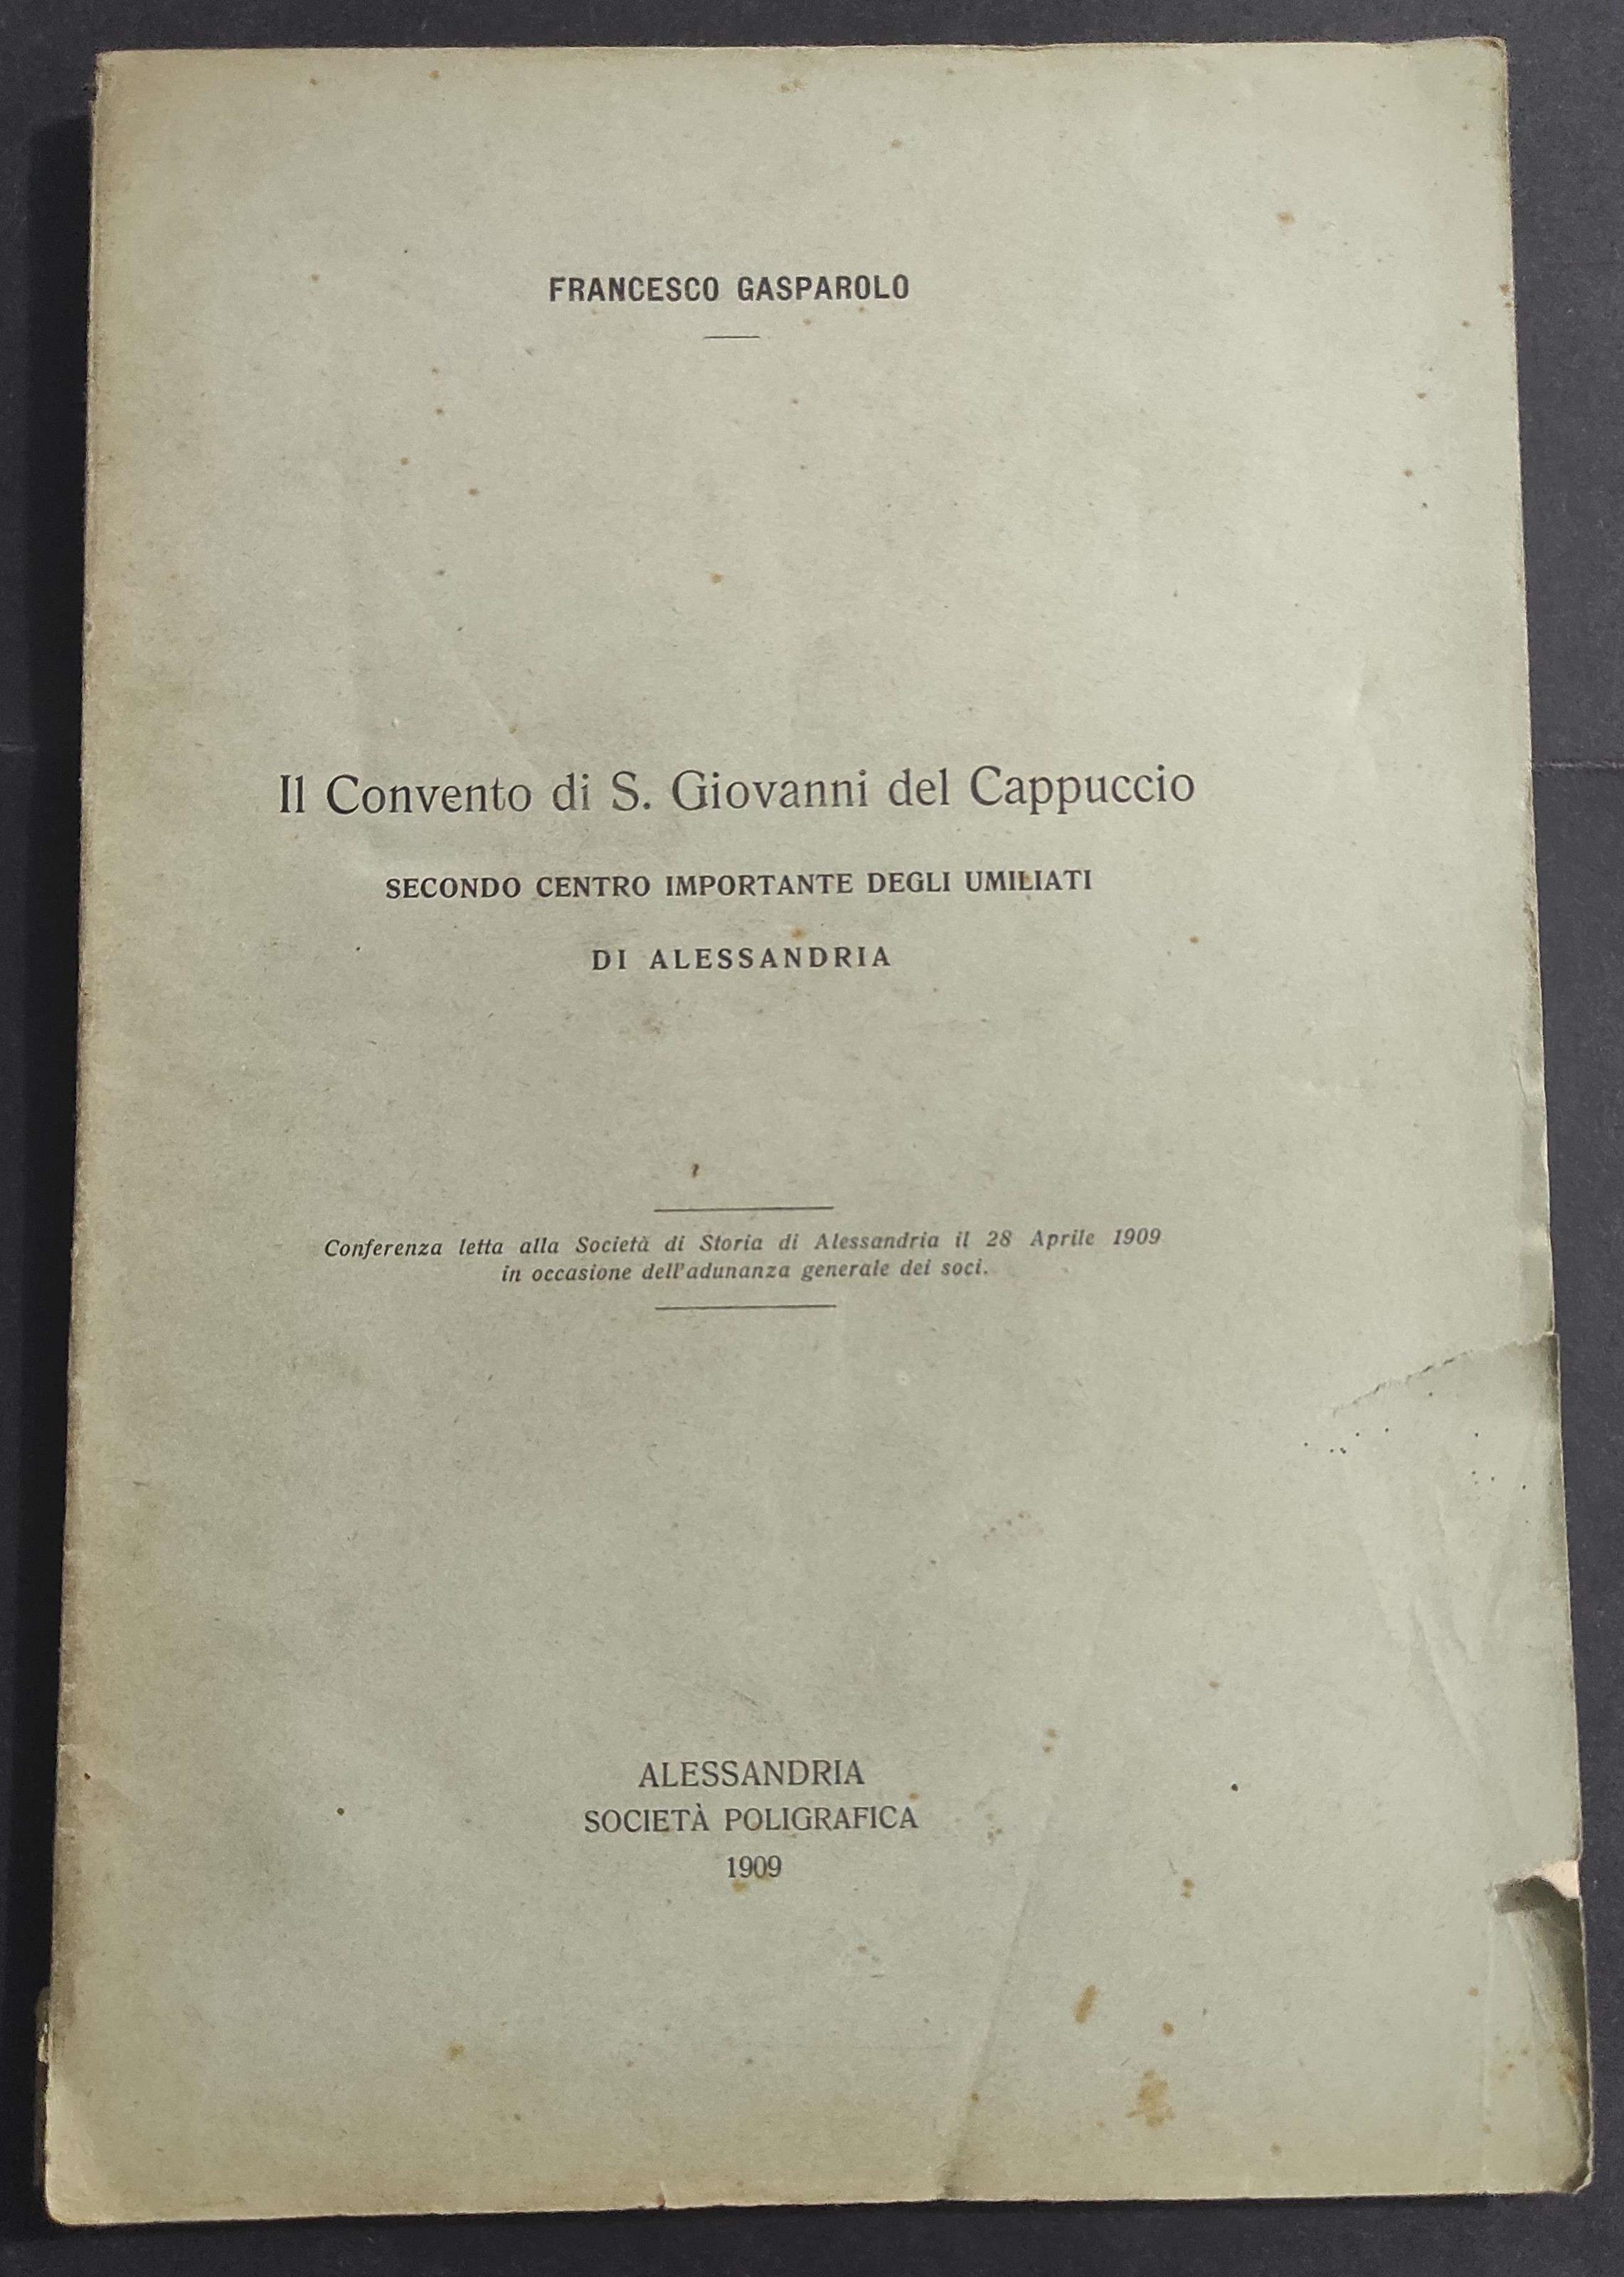 FRANCESCO GASPAROLO
Il Convento di S. Giovanni del Cappuccio
SECONDO CENTRO IMPORTANTE DEGLI UMILIATI
DI ALESSANDRIA
Conferenza letta alla Società di Storia di Alessandria il 28 Aprile 1909
in occasione dell'adunanza generale dei soci.
ALESSANDRIA
SOCIETÀ POLIGRAFICA
1909